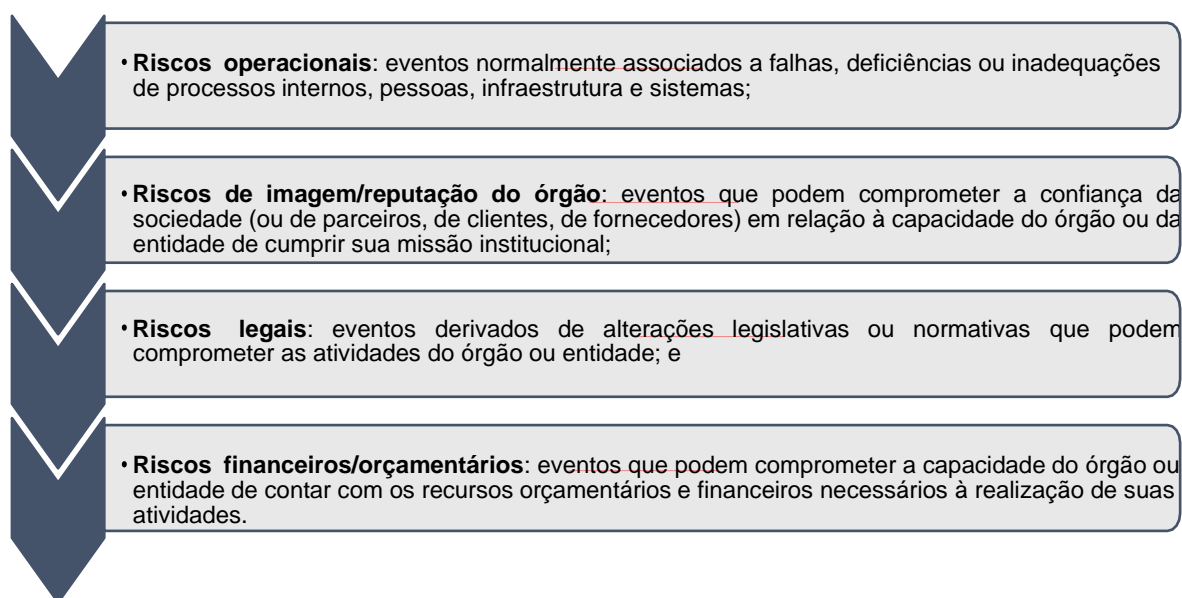 • Riscos operacionais: eventos normalmente associados a falhas, deficiências ou inadequações
de processos internos, pessoas, infraestrutura e sistemas;
• Riscos de imagem/reputação do órgão: eventos que podem comprometer a confiança da
sociedade (ou de parceiros, de clientes, de fornecedores) em relação à capacidade do órgão ou da
entidade de cumprir sua missão institucional;
• Riscos legais: eventos derivados de alterações legislativas ou normativas que podem
comprometer as atividades do órgão ou entidade; e
• Riscos financeiros/orçamentários: eventos que podem comprometer a capacidade do órgão ou
entidade de contar com os recursos orçamentários e financeiros necessários à realização de suas
atividades.